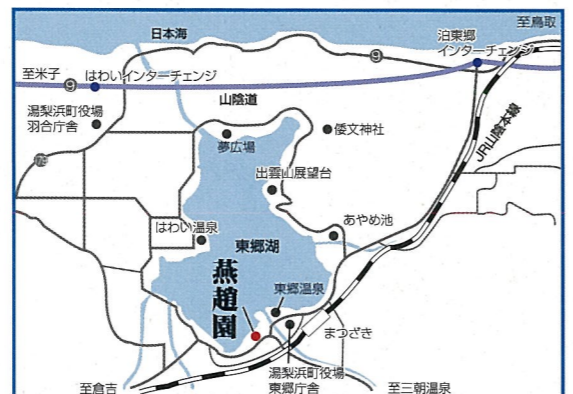 至鳥取
日本海
泊東郷
インターチェンジ
9
至米子
9
はわいインターチェンジ
山陰道
湯梨浜町役場
羽合庁舎
夢広場
倭文神社
JR山陰本線
出雲山展望台
あやめ池
はわい温泉
東郷湖
燕趙園
東郷温泉
まつざき
湯梨浜町役場
東郷庁舎
至倉吉
至三朝温泉